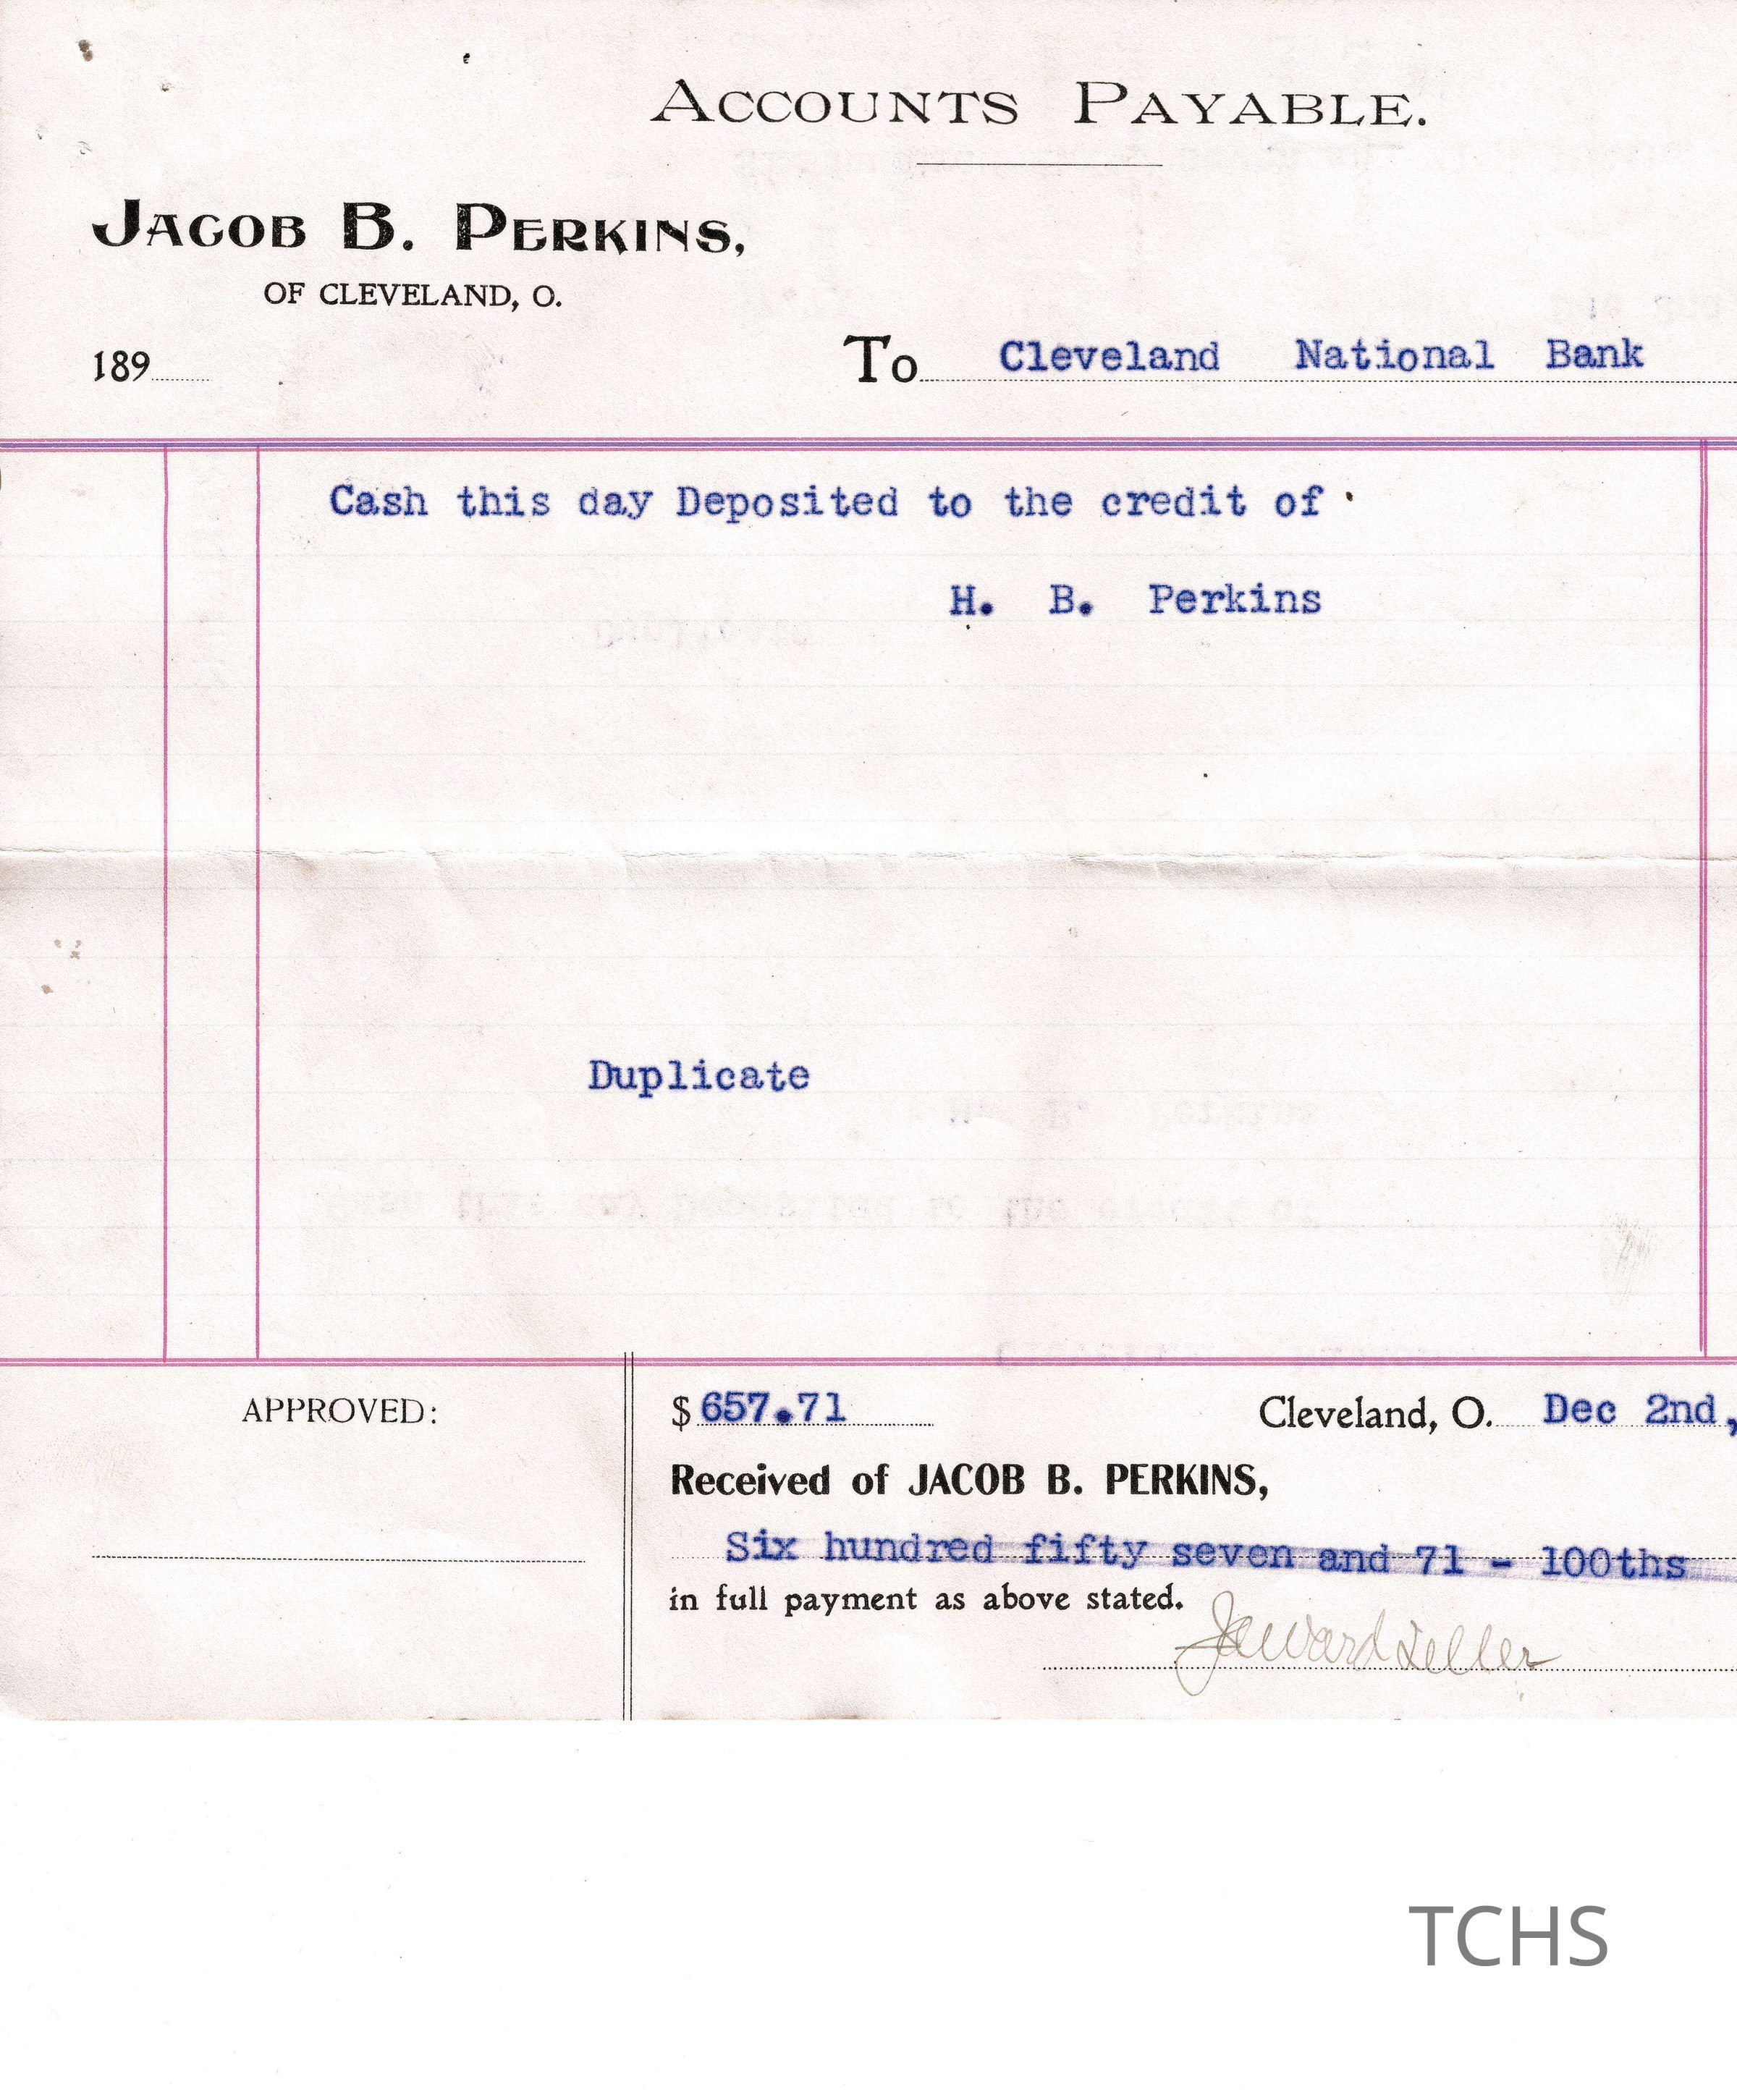 ACCOUNTS PAYABLE.
JACOB B. PERKINS,
OF CLEVELAND, O.
189
To Cleveland National Bank
Cash this day Deposited to the credit of
H. B. Perkins
Duplicate
APPROVED:
$ 657.71 Cleveland, O. Dec 2nd,
Received of JACOB B. PERKINS,
Six hundred fifty seven and 71 - 100ths
in full payment as above stated.
TCHS